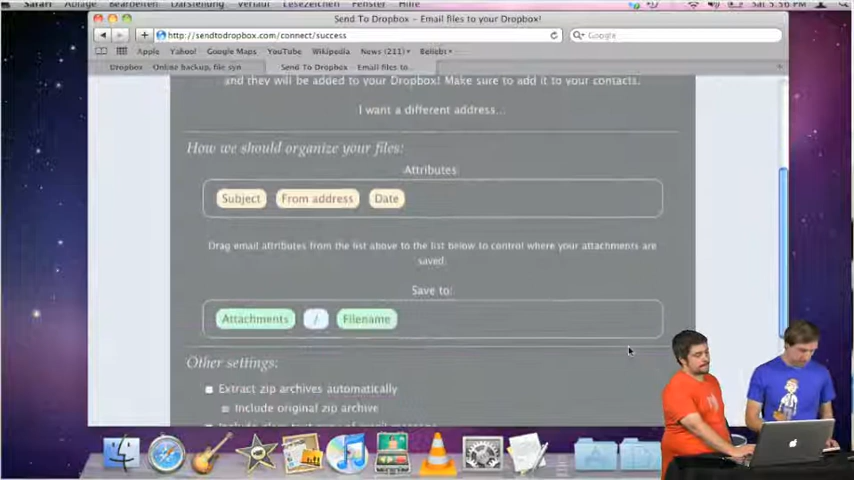 Safari Ablage Bearbeiten Darstellung Verlauf Lesezeichen Fenster Hilfe Sat 5:56 PM
Send To Dropbox – Email files to your Dropbox!
http://sendtodropbox.com/connect/success
Google
Apple Yahoo! Google Maps YouTube Wikipedia News (211) Beliebt
Dropbox Online backup, file syn Send To Dropbox Email files to...
and they will be added to your Dropbox! Make sure to add it to your contacts.
I want a different address...
How we should organize your files:
Attributes
Subject From address Date
Drag email attributes from the list above to the list below to control where your attachments are
saved.
Save to:
Attachments / Filename
Other settings:
Extract zip archives automatically
Include original zip archive